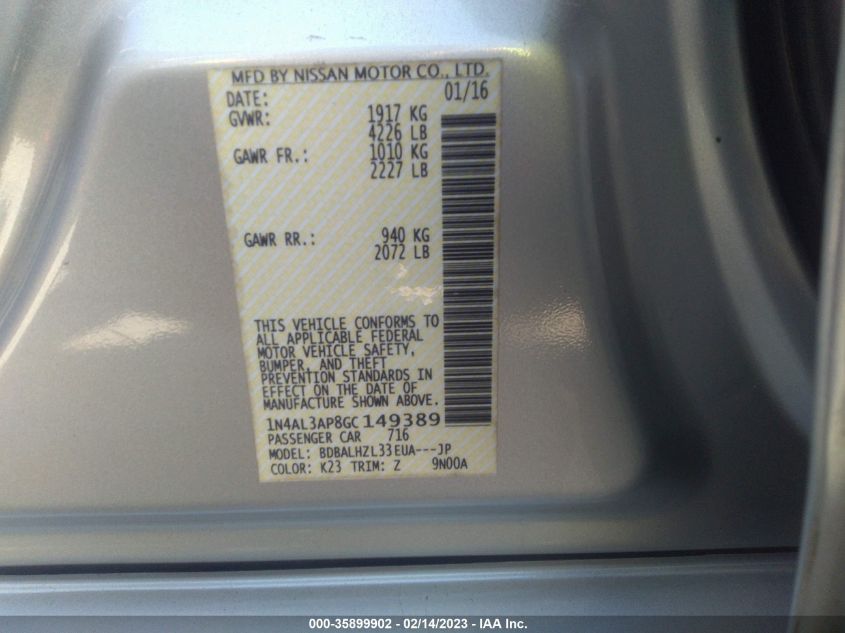 MFD BY NISSAN MOTOR CO., LTD.
DATE: 01/16
GVWR: 1917 KG
4226 LB
GAWR FR.: 1010 KG
2227 LB
GAWR RR.: 940 KG
2072 LB
THIS VEHICLE CONFORMS TO
ALL APPLICABLE FEDERAL
MOTOR VEHICLE SAFETY,
BUMPER, AND THEFT
PREVENTION STANDARDS IN
EFFECT ON THE DATE OF
MANUFACTURE SHOWN ABOVE.
1N4AL3AP8GC149389
PASSENGER CAR 716
MODEL: BDBALHZL33EUA---JP
COLOR: K23 TRIM: Z 9N00A
000-35899902 - 02/14/2023 - IAA Inc.